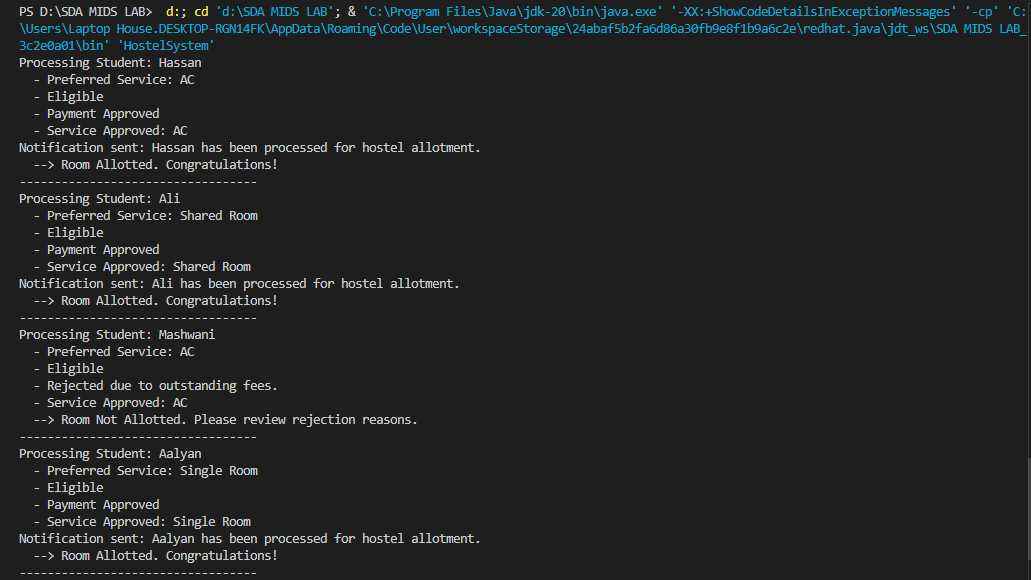 PS D:\SDA MIDS LAB>  d:; cd 'd:\SDA MIDS LAB'; & 'C:\Program Files\Java\jdk-20\bin\java.exe' '-XX:+ShowCodeDetailsInExceptionMessages' '-cp' 'C:
\Users\Laptop House.DESKTOP-RGN14FK\AppData\Roaming\Code\User\workspaceStorage\24abaf5b2fa6d86a30fb9e8f1b9a6c2e\redhat.java\jdt_ws\SDA MIDS LAB_
3c2e0a01\bin' 'HostelSystem'
Processing Student: Hassan
  - Preferred Service: AC
  - Eligible
  - Payment Approved
  - Service Approved: AC
Notification sent: Hassan has been processed for hostel allotment.
  --> Room Allotted. Congratulations!
----------------------------------
Processing Student: Ali
  - Preferred Service: Shared Room
  - Eligible
  - Payment Approved
  - Service Approved: Shared Room
Notification sent: Ali has been processed for hostel allotment.
  --> Room Allotted. Congratulations!
----------------------------------
Processing Student: Mashwani
  - Preferred Service: AC
  - Eligible
  - Rejected due to outstanding fees.
  - Service Approved: AC
  --> Room Not Allotted. Please review rejection reasons.
----------------------------------
Processing Student: Aalyan
  - Preferred Service: Single Room
  - Eligible
  - Payment Approved
  - Service Approved: Single Room
Notification sent: Aalyan has been processed for hostel allotment.
  --> Room Allotted. Congratulations!
----------------------------------